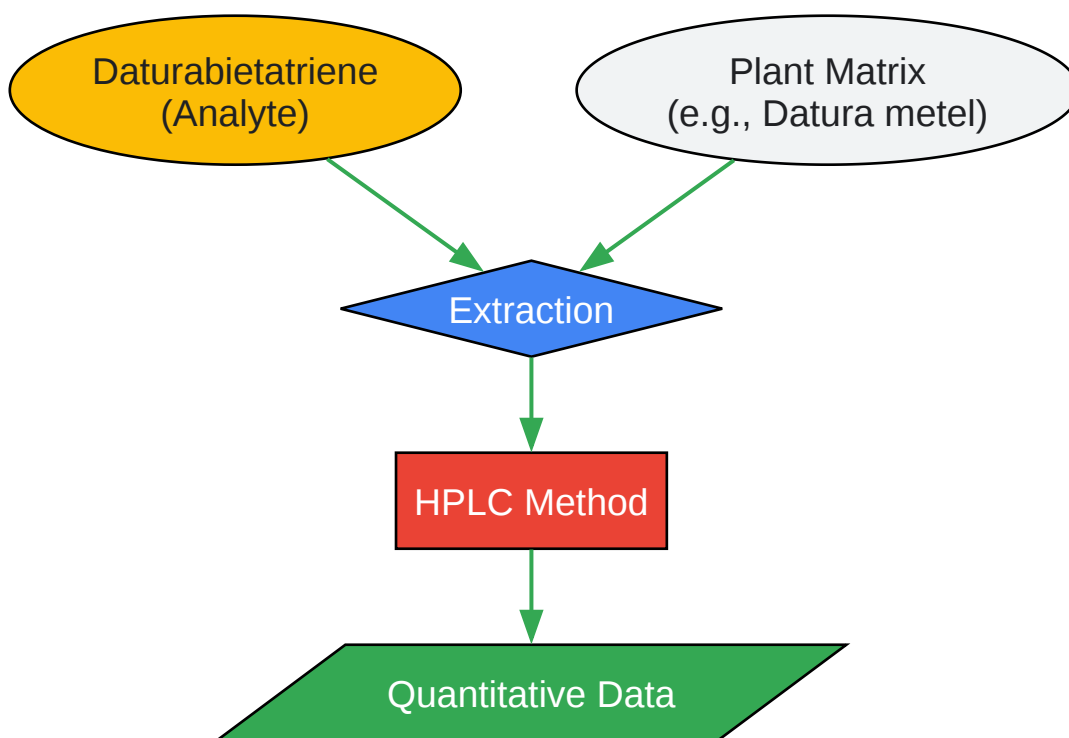 Daturabietatriene
(Analyte)
Plant Matrix
(e.g., Datura metel)
Extraction
HPLC Method
Quantitative Data